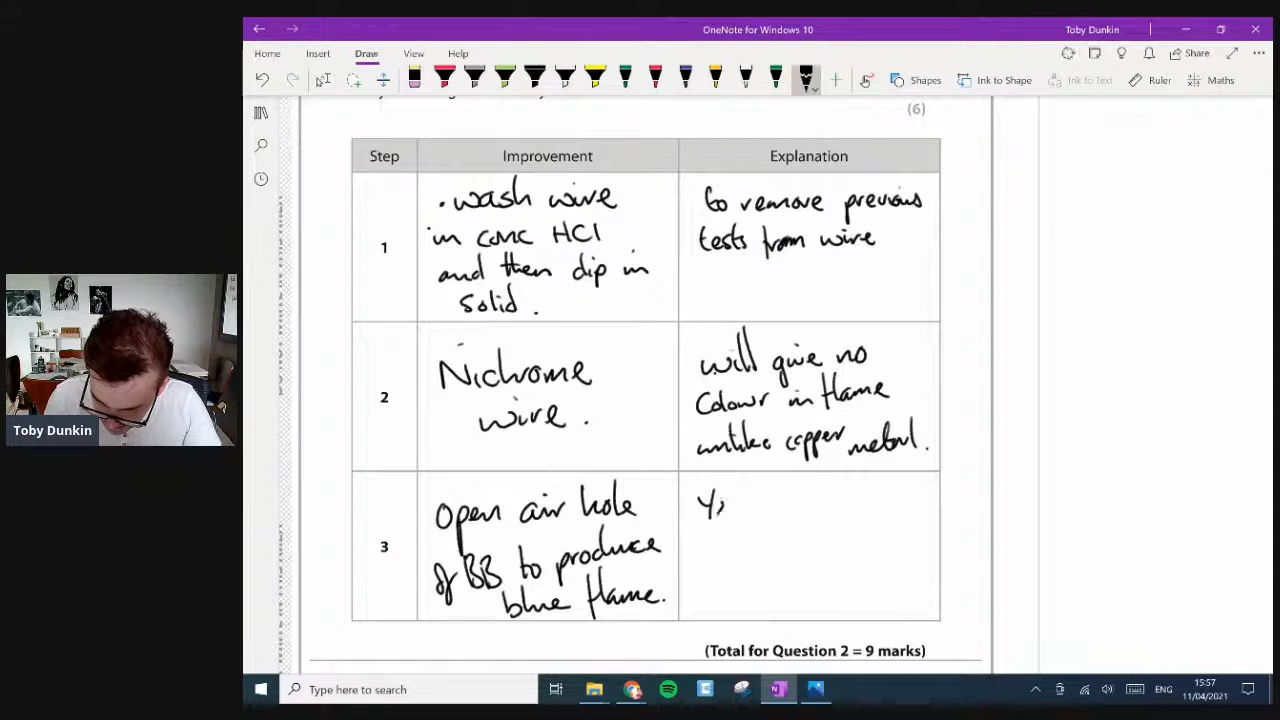 OneNote for Windows 10
Toby Dunkin
Home Insert Draw View Help
Share
Shapes
Ink to Shape
Ink to Text
Ruler
Maths
(6)
Step Improvement Explanation
1
. wash wire
in conc HCl
and then dip in
solid .
to remove previous
tests from wire
2
Nichrome
wire .
will give no
colour in flame
unlike copper metal .
3
open air hole
of BB to produce
blue flame.
(Total for Question 2 = 9 marks)
Toby Dunkin
Type here to search
ENG
15:57
11/04/2021